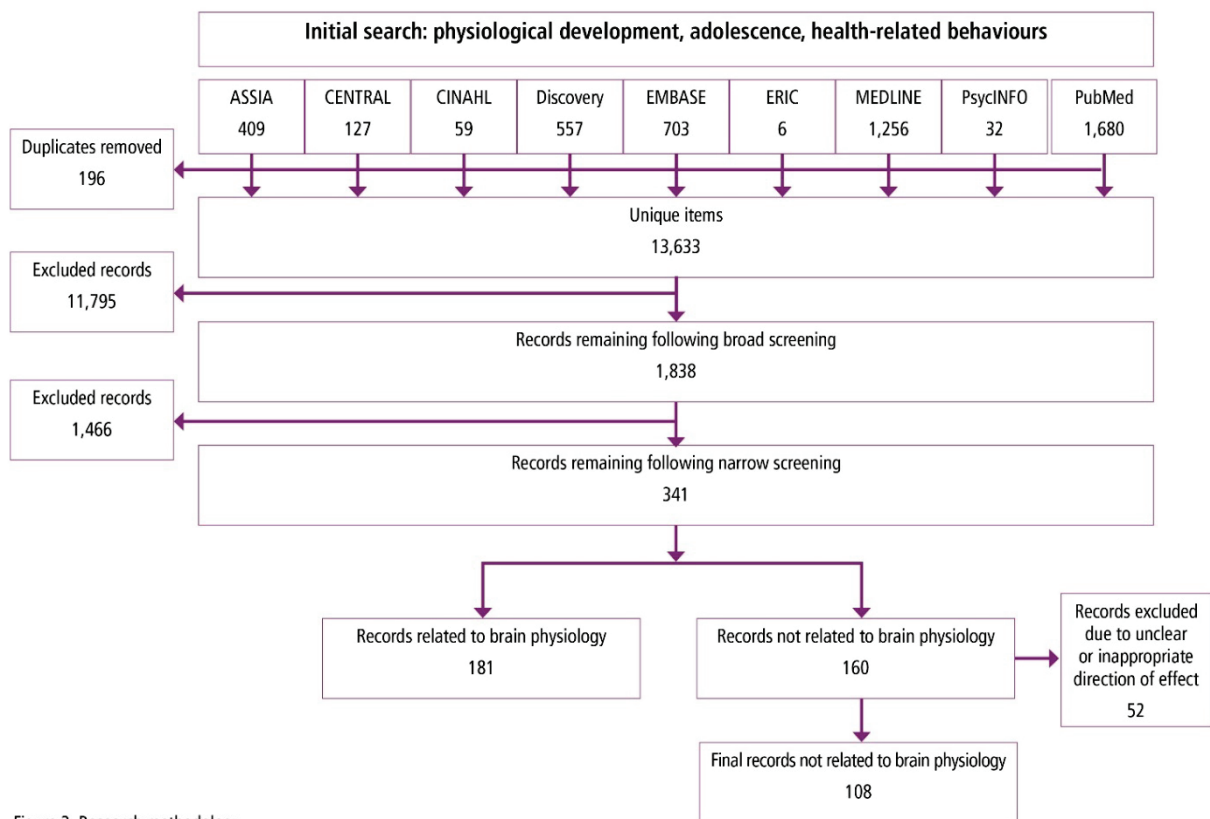 Initial search: physiological development, adolescence, health-related behaviours
ASSIA
409
CENTRAL
127
CINAHL
59
Discovery
557
EMBASE
703
ERIC
6
MEDLINE
1,256
PsycINFO
32
PubMed
1,680
Duplicates removed
196
Unique items
13,633
Excluded records
11,795
Records remaining following broad screening
1,838
Excluded records
1,466
Records remaining following narrow screening
341
Records related to brain physiology
181
Records not related to brain physiology
160
Records excluded
due to unclear
or inappropriate
direction of effect
52
Final records not related to brain physiology
108